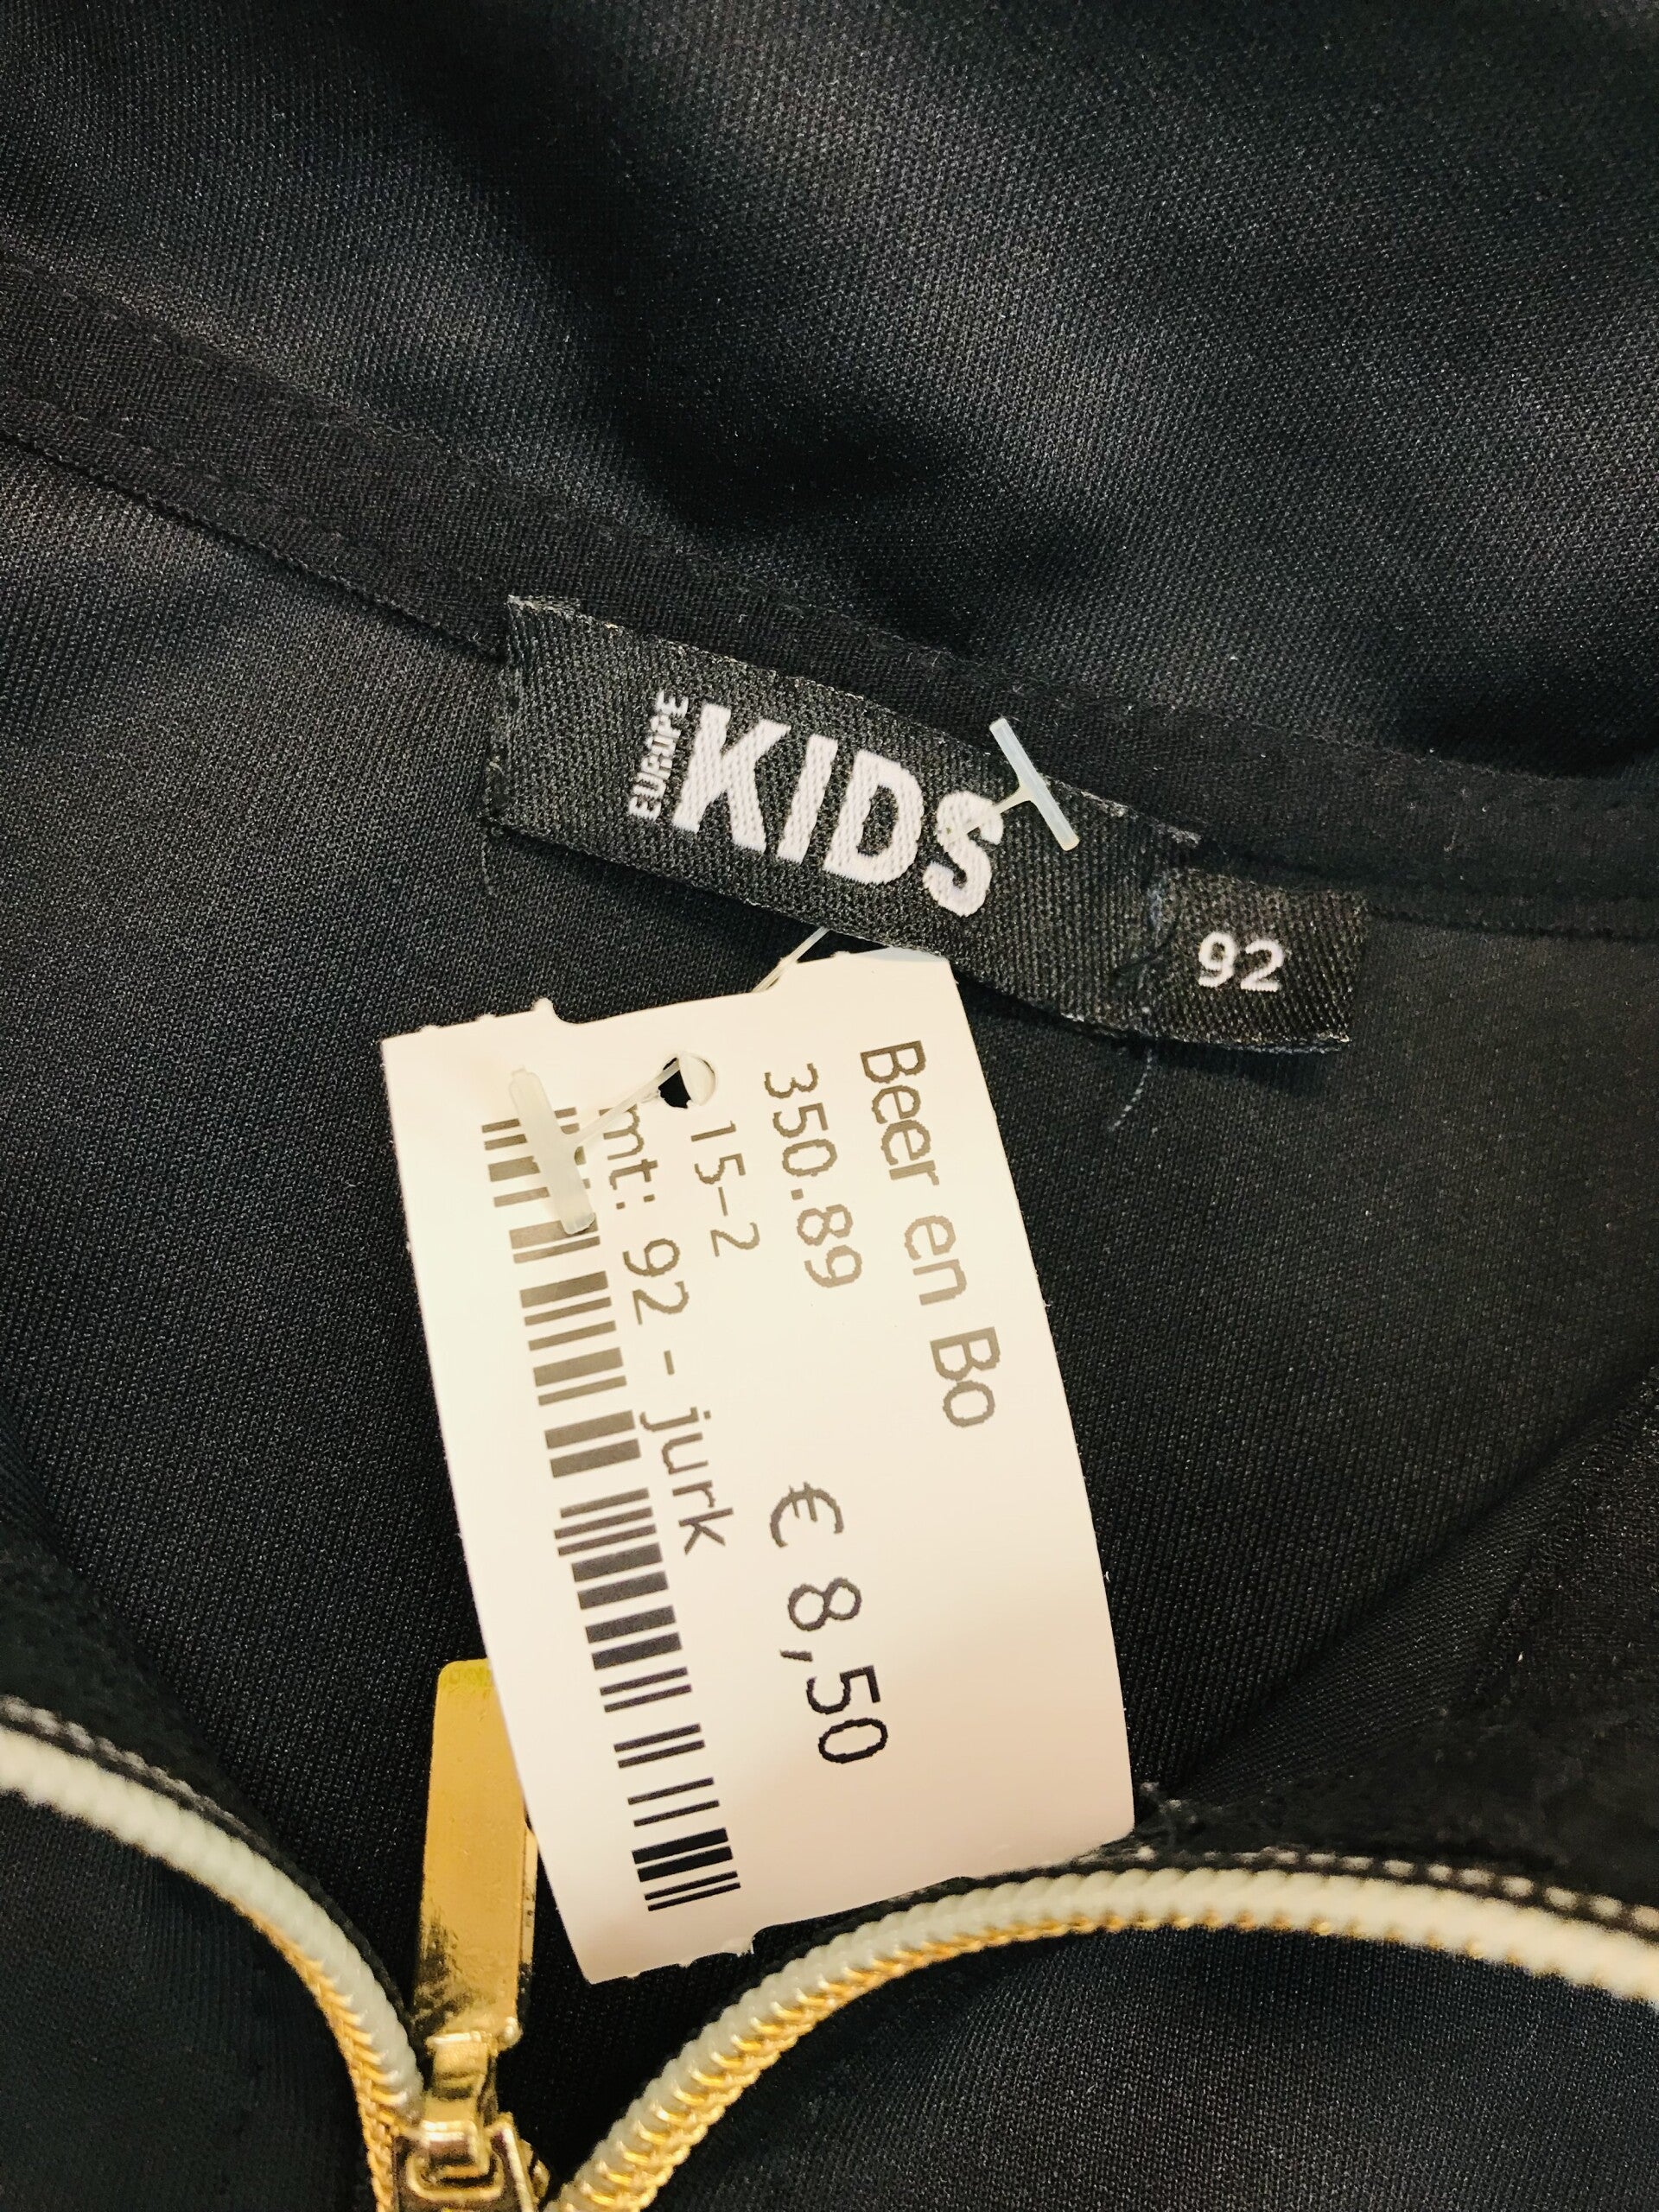 EUROPE
KIDS
92
Beer en Bo
350.89
15-2
mt: 92 - jurk
€ 8,50